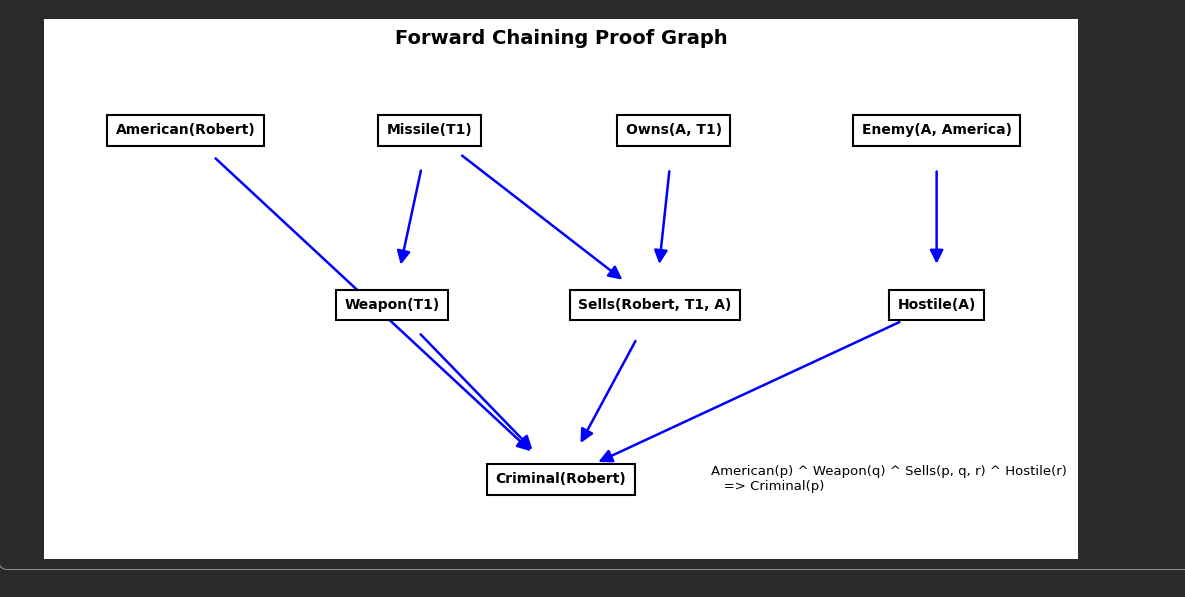 Forward Chaining Proof Graph
American(Robert)
Missile(T1)
Owns(A, T1)
Enemy(A, America)
Weapon(T1)
Sells(Robert, T1, A)
Hostile(A)
Criminal(Robert)
American(p) ^ Weapon(q) ^ Sells(p, q, r) ^ Hostile(r)
=> Criminal(p)